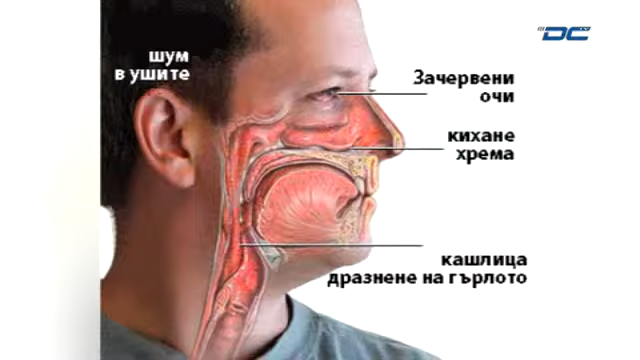 DC
шум
в ушите
Зачервени
очи
кихане
хрема
кашлица
дразнене на гърлото